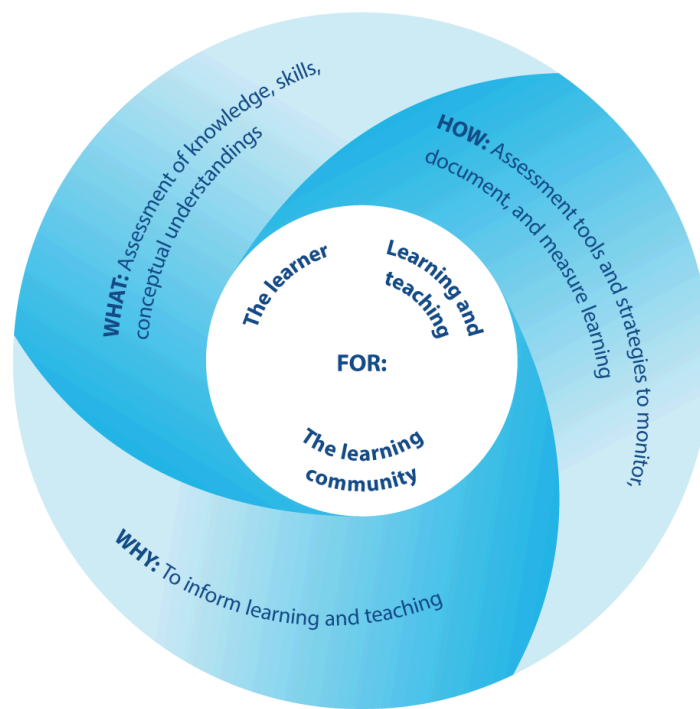 WHAT: Assessment of knowledge, skills,
conceptual understandings
HOW: Assessment tools and strategies to monitor,
document, and measure learning
The learner
Learning and
teaching
FOR:
The learning
community
WHY: To inform learning and teaching